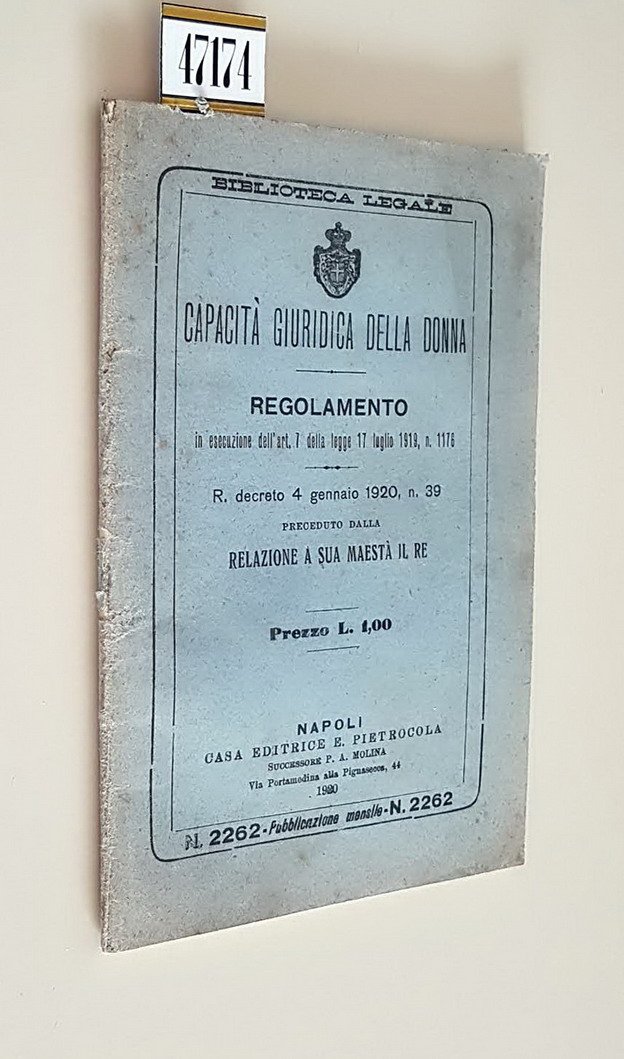 47174
BIBLIOTECA LEGALE
CAPACITÀ GIURIDICA DELLA DONNA
REGOLAMENTO
in esecuzione dell'art. 7 della legge 17 luglio 1919, n. 1176
R. decreto 4 gennaio 1920, n. 39
PRECEDUTO DALLA
RELAZIONE A SUA MAESTÀ IL RE
Prezzo L. 1,00
NAPOLI
CASA EDITRICE E. PIETROCOLA
SUCCESSORE P. A. MOLINA
Via Portamedina alla Pignasecca, 44
1920
N. 2262 - Pubblicazione mensile - N. 2262